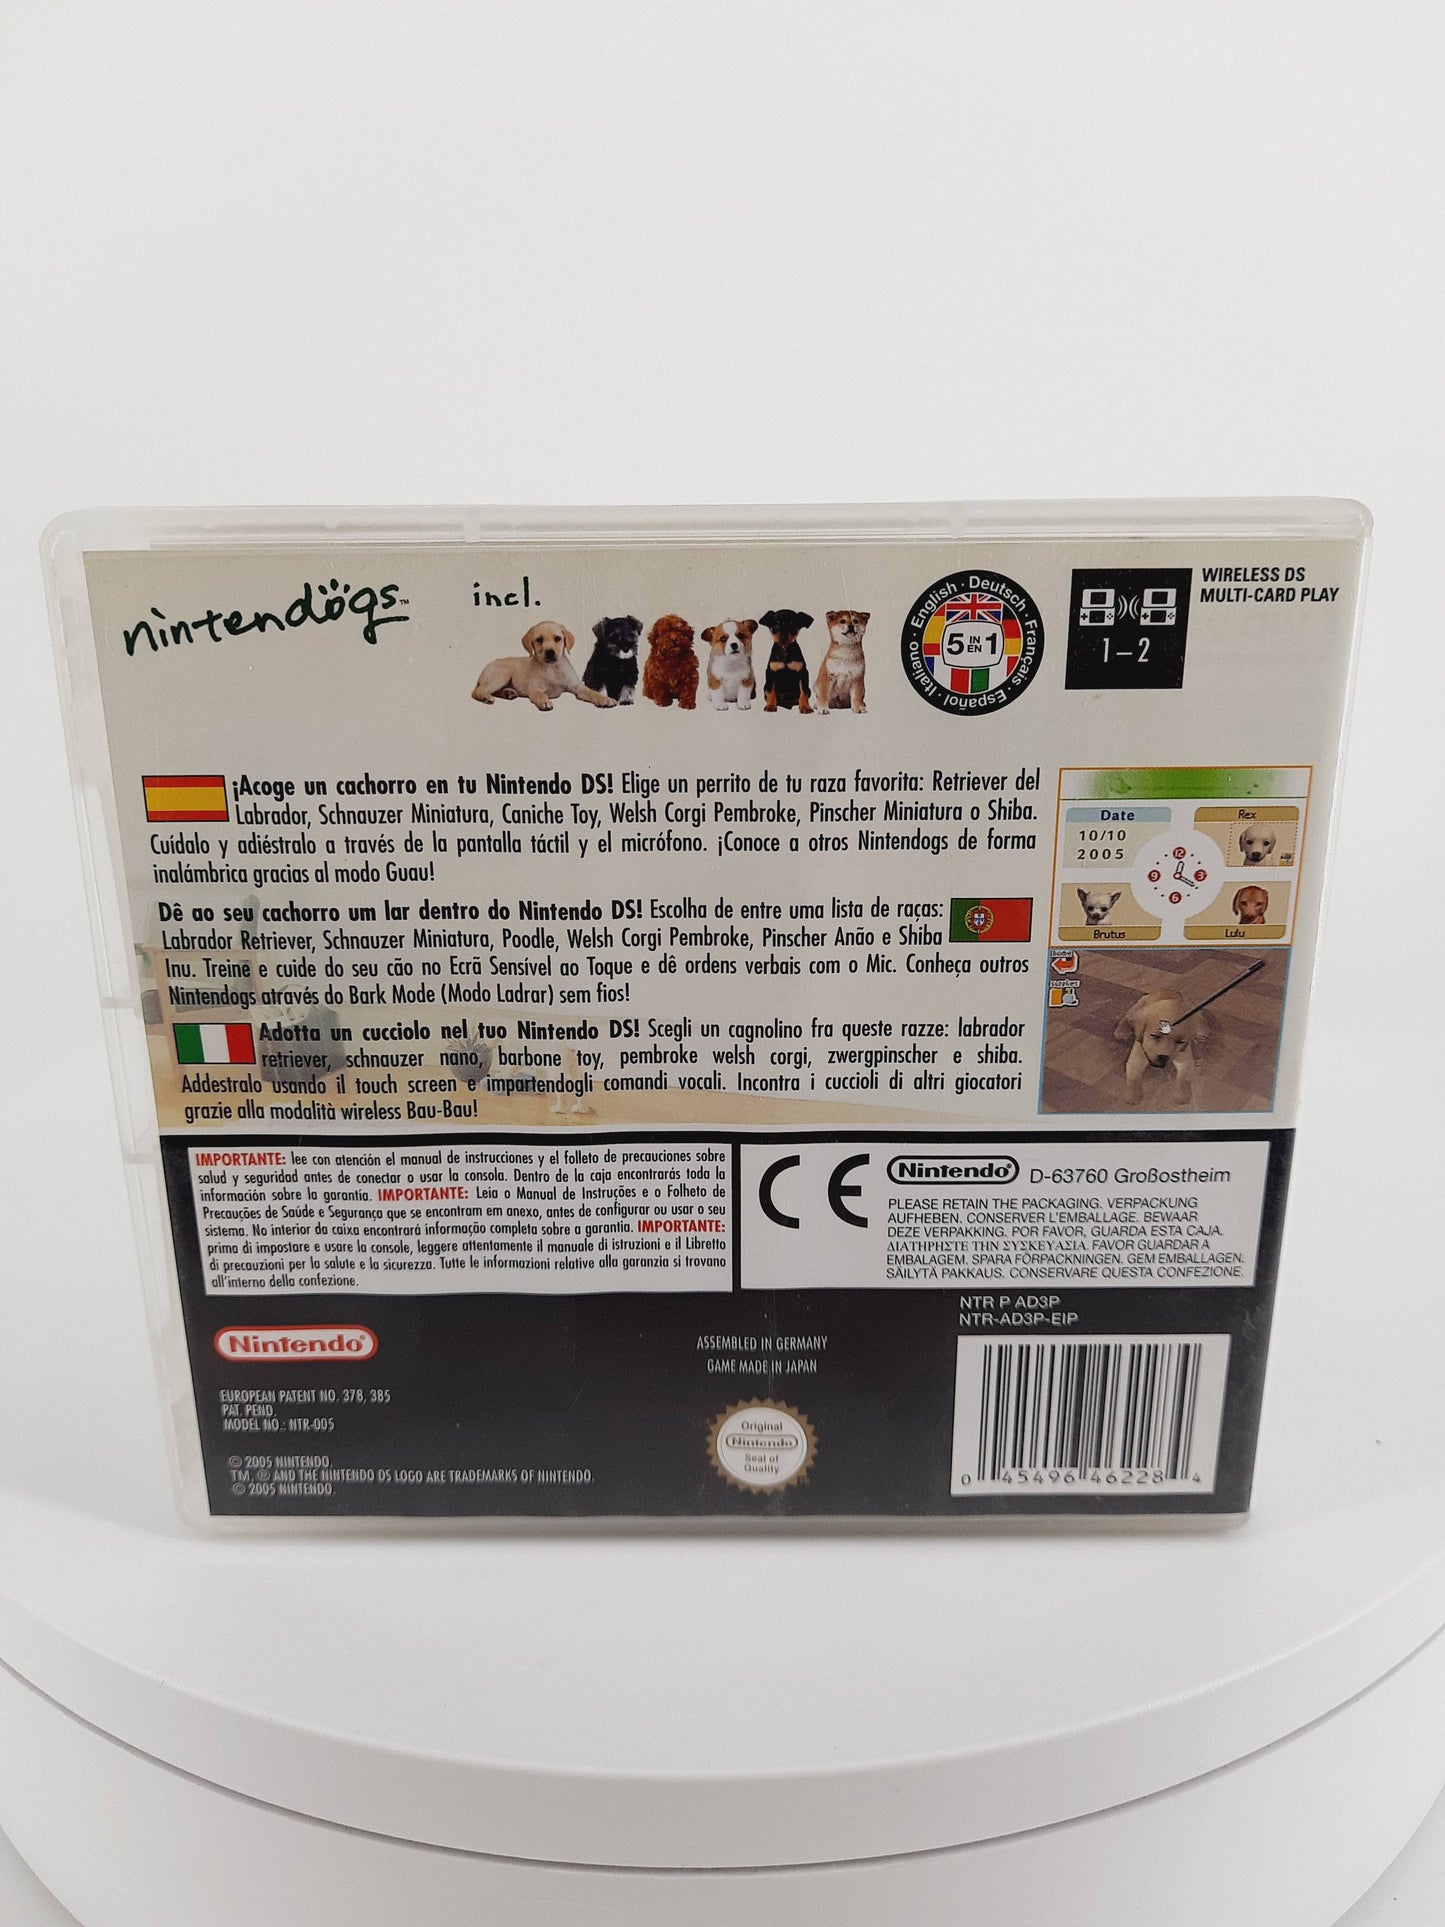 nintendögs™
incl.
English · Deutsch · Français · Español · Italiano ·
5 IN EN 1
1–2
WIRELESS DS
MULTI-CARD PLAY
¡Acoge un cachorro en tu Nintendo DS! Elige un perrito de tu raza favorita: Retriever del
Labrador, Schnauzer Miniatura, Caniche Toy, Welsh Corgi Pembroke, Pinscher Miniatura o Shiba.
Cuídalo y adiéstralo a través de la pantalla táctil y el micrófono. ¡Conoce a otros Nintendogs de forma
inalámbrica gracias al modo Guau!
Dê ao seu cachorro um lar dentro do Nintendo DS! Escolha de entre uma lista de raças:
Labrador Retriever, Schnauzer Miniatura, Poodle, Welsh Corgi Pembroke, Pinscher Anão e Shiba
Inu. Treine e cuide do seu cão no Ecrã Sensível ao Toque e dê ordens verbais com o Mic. Conheça outros
Nintendogs através do Bark Mode (Modo Ladrar) sem fios!
Adotta un cucciolo nel tuo Nintendo DS! Scegli un cagnolino fra queste razze: labrador
retriever, schnauzer nano, barbone toy, pembroke welsh corgi, zwergpinscher e shiba.
Addestralo usando il touch screen e impartendogli comandi vocali. Incontra i cuccioli di altri giocatori
grazie alla modalità wireless Bau-Bau!
Date
10/10
2005
Rex
12
9
3
6
Brutus
Lulu
home
supplies
IMPORTANTE: lee con atención el manual de instrucciones y el folleto de precauciones sobre
salud y seguridad antes de conectar o usar la consola. Dentro de la caja encontrarás toda la
información sobre la garantía. IMPORTANTE: Leia o Manual de Instruções e o Folheto de
Precauções de Saúde e Segurança que se encontram em anexo, antes de configurar ou usar o seu
sistema. No interior da caixa encontrará informação completa sobre a garantia. IMPORTANTE:
prima di impostare e usare la console, leggere attentamente il manuale di istruzioni e il Libretto
di precauzioni per la salute e la sicurezza. Tutte le informazioni relative alla garanzia si trovano
all'interno della confezione.
CE
Nintendo® D-63760 Großostheim
PLEASE RETAIN THE PACKAGING. VERPACKUNG
AUFHEBEN. CONSERVER L'EMBALLAGE. BEWAAR
DEZE VERPAKKING. POR FAVOR, GUARDA ESTA CAJA.
ΔΙΑΤΗΡΗΣΤΕ ΤΗΝ ΣΥΣΚΕΥΑΣΙΑ. FAVOR GUARDAR A
EMBALAGEM. SPARA FÖRPACKNINGEN. GEM EMBALLAGEN.
SÄILYTÄ PAKKAUS. CONSERVARE QUESTA CONFEZIONE.
NTR P AD3P
NTR-AD3P-EIP
Nintendo®
ASSEMBLED IN GERMANY
GAME MADE IN JAPAN
EUROPEAN PATENT NO. 378, 385
PAT. PEND.
MODEL NO.: NTR-005
Original
Nintendo
Seal of
Quality
™
© 2005 NINTENDO.
TM, ® AND THE NINTENDO DS LOGO ARE TRADEMARKS OF NINTENDO.
© 2005 NINTENDO.
0 45496 46228 4